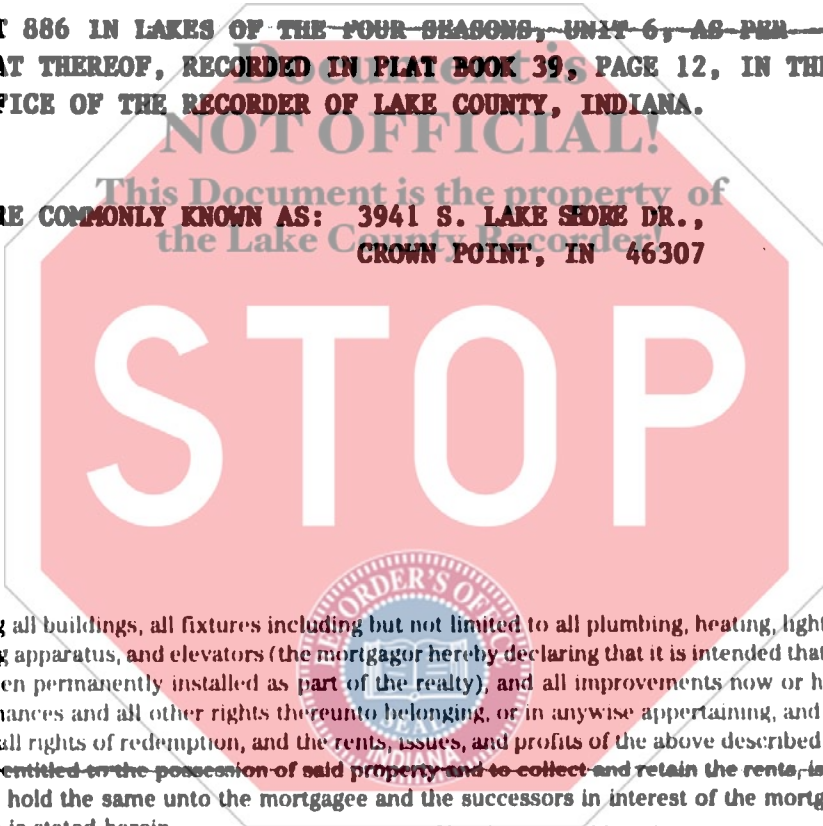 T 886 IN LAKES OF THE FOUR SEASONS, UNIT 6, AS PER
AT THEREOF, RECORDED IN PLAT BOOK 39, PAGE 12, IN THE
FICE OF THE RECORDER OF LAKE COUNTY, INDIANA.
Document is
NOT OFFICIAL!
This Document is the property of
the Lake County Recorder!
RE COMMONLY KNOWN AS: 3941 S. LAKE SHORE DR.,
CROWN POINT, IN 46307
STOP
RECORDER'S OFFICE
SEAL
INDIANA
g all buildings, all fixtures including but not limited to all plumbing, heating, light
g apparatus, and elevators (the mortgagor hereby declaring that it is intended that
en permanently installed as part of the realty), and all improvements now or h
nances and all other rights thereunto belonging, or in anywise appertaining, and
all rights of redemption, and the rents, issues, and profits of the above described
entitled to the possession of said property and to collect and retain the rents, is
hold the same unto the mortgagee and the successors in interest of the mortg
is stated herein